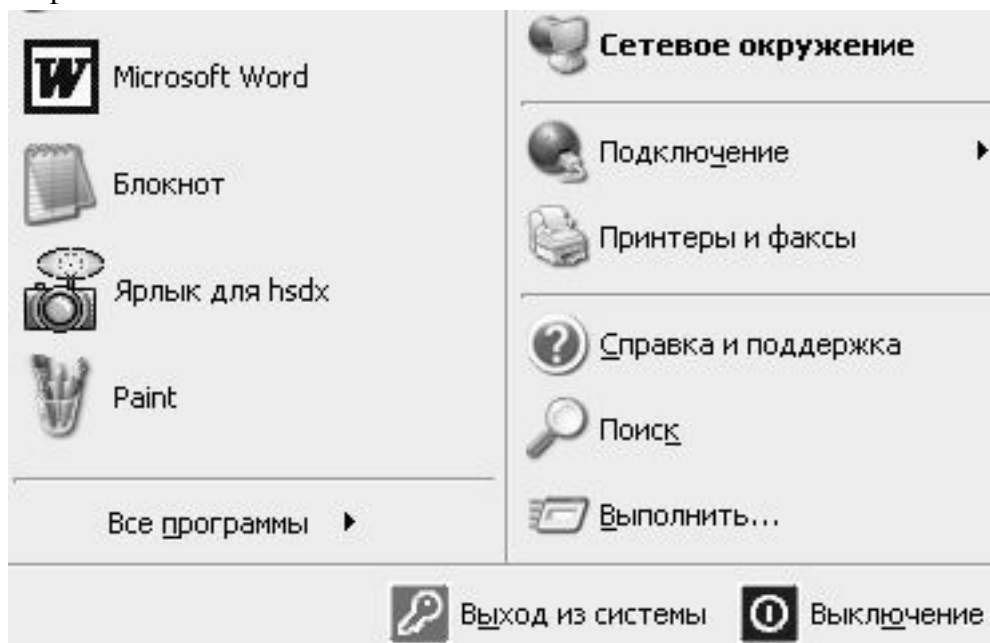 Microsoft Word
Блокнот
Ярлык для hsdx
Paint
Все программы
Сетевое окружение
Подключение
Принтеры и факсы
Справка и поддержка
Поиск
Выполнить...
Выход из системы
Выключение